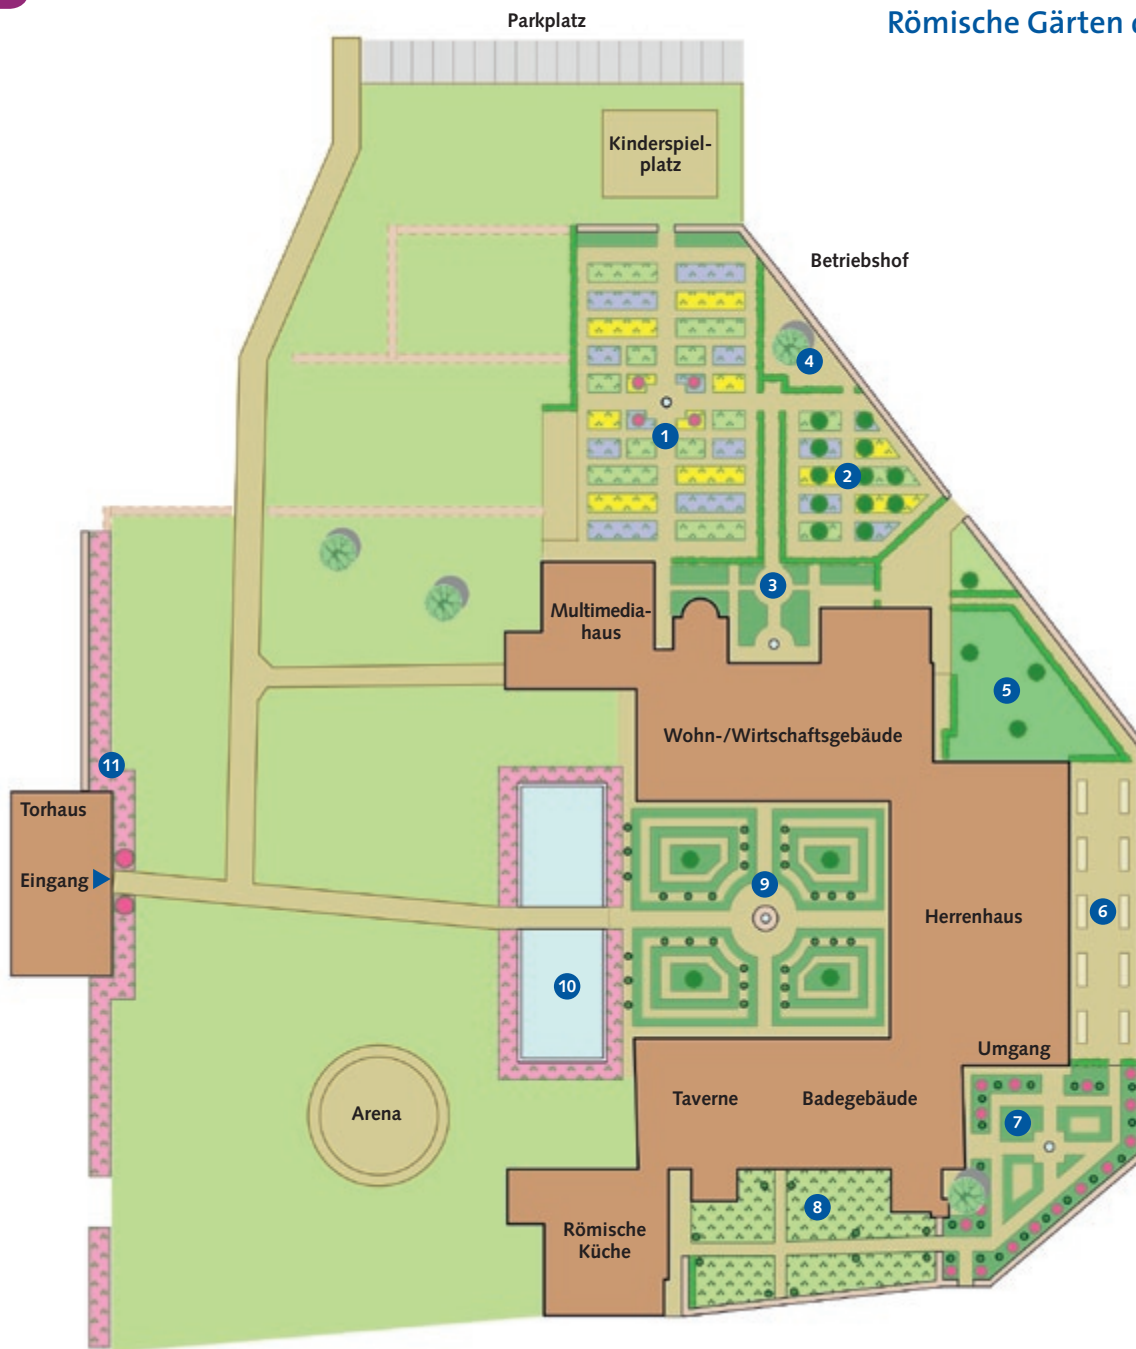 Parkplatz
Römische Gärten
Kinderspiel-
platz
Betriebshof
4
1
2
3
Multimedia-
haus
5
Wohn-/Wirtschaftsgebäude
11
Torhaus
Eingang
9
6
Herrenhaus
10
Umgang
Arena
Taverne
Badegebäude
7
8
Römische
Küche